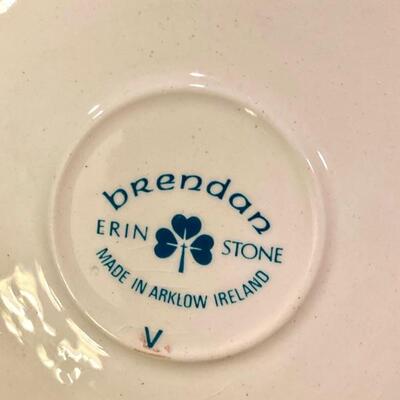 brendan
ERIN STONE
MADE IN ARKLOW IRELAND
V